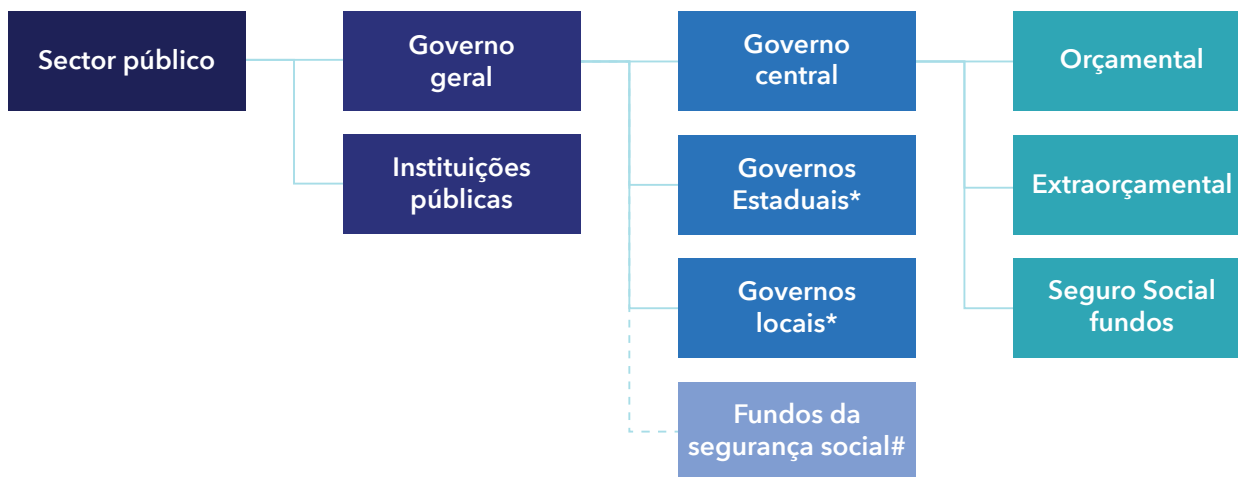 Sector público
Governo
geral
Governo
central
Orçamental
Instituições
públicas
Governos
Estaduais*
Extraorçamental
Governos
locais*
Seguro Social
fundos
Fundos da
segurança social#